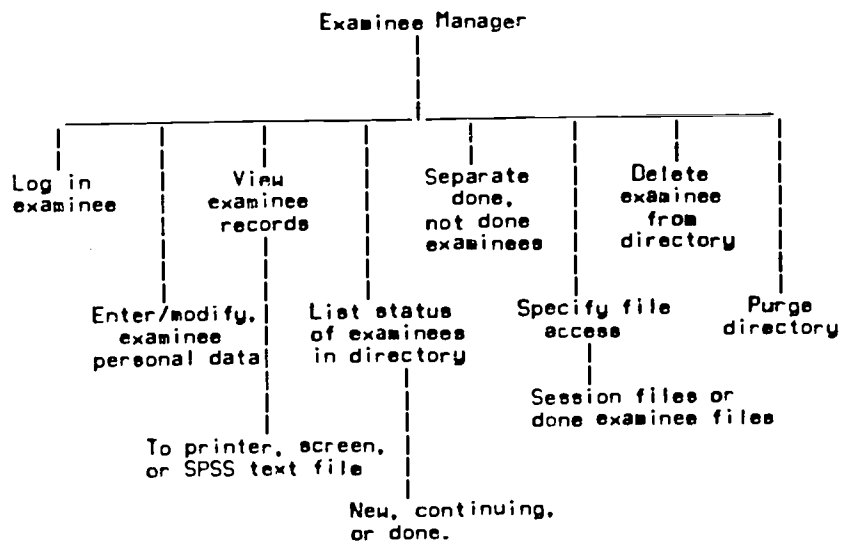 Examinee Manager
Log in
examinee
View
examinee
records
Separate
done,
not done
examinees
Delete
examinee
from
directory
Enter/modify,
examinee
personal data
List status
of examinees
in directory
Specify file
access
Purge
directory
Session files or
done examinee files
To printer, screen,
or SPSS text file
New, continuing,
or done.